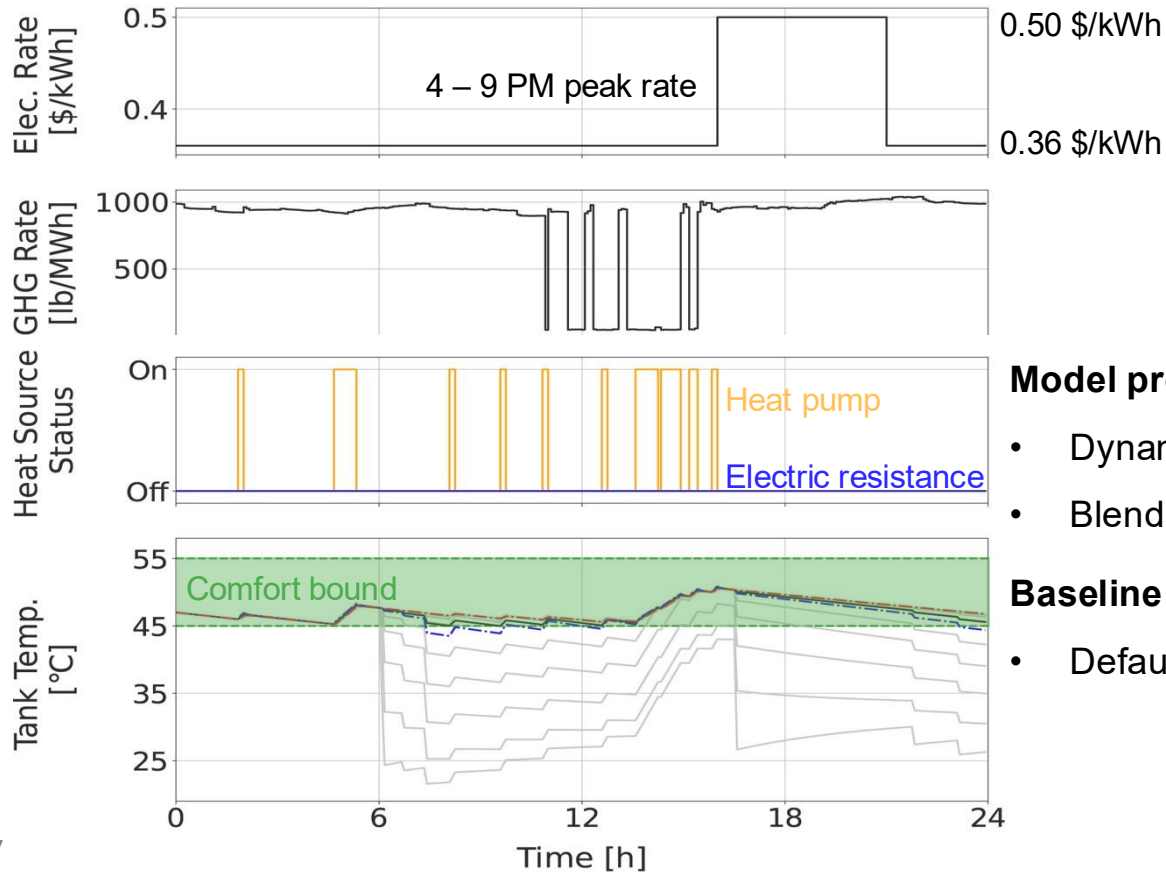 Elec. Rate
[$/kWh]
0.5
0.4
4 – 9 PM peak rate
0.50 $/kWh
0.36 $/kWh
GHG Rate
[lb/MWh]
1000
500
Heat Source
Status
On
Off
Heat pump
Electric resistance
Model pr
• Dynar
• Blend
Baseline
• Defau
Tank Temp.
[°C]
55
45
35
25
Comfort bound
0
6
12
18
24
Time [h]